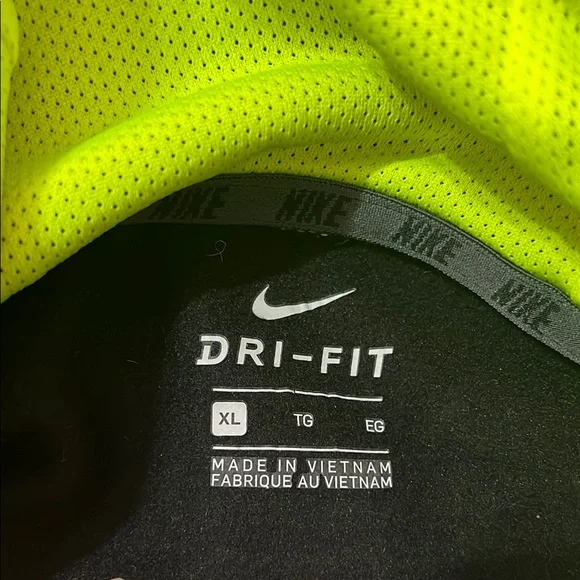 NIKE NIKE NIKE NIKE
DRI-FIT
XL TG EG
MADE IN VIETNAM
FABRIQUE AU VIETNAM